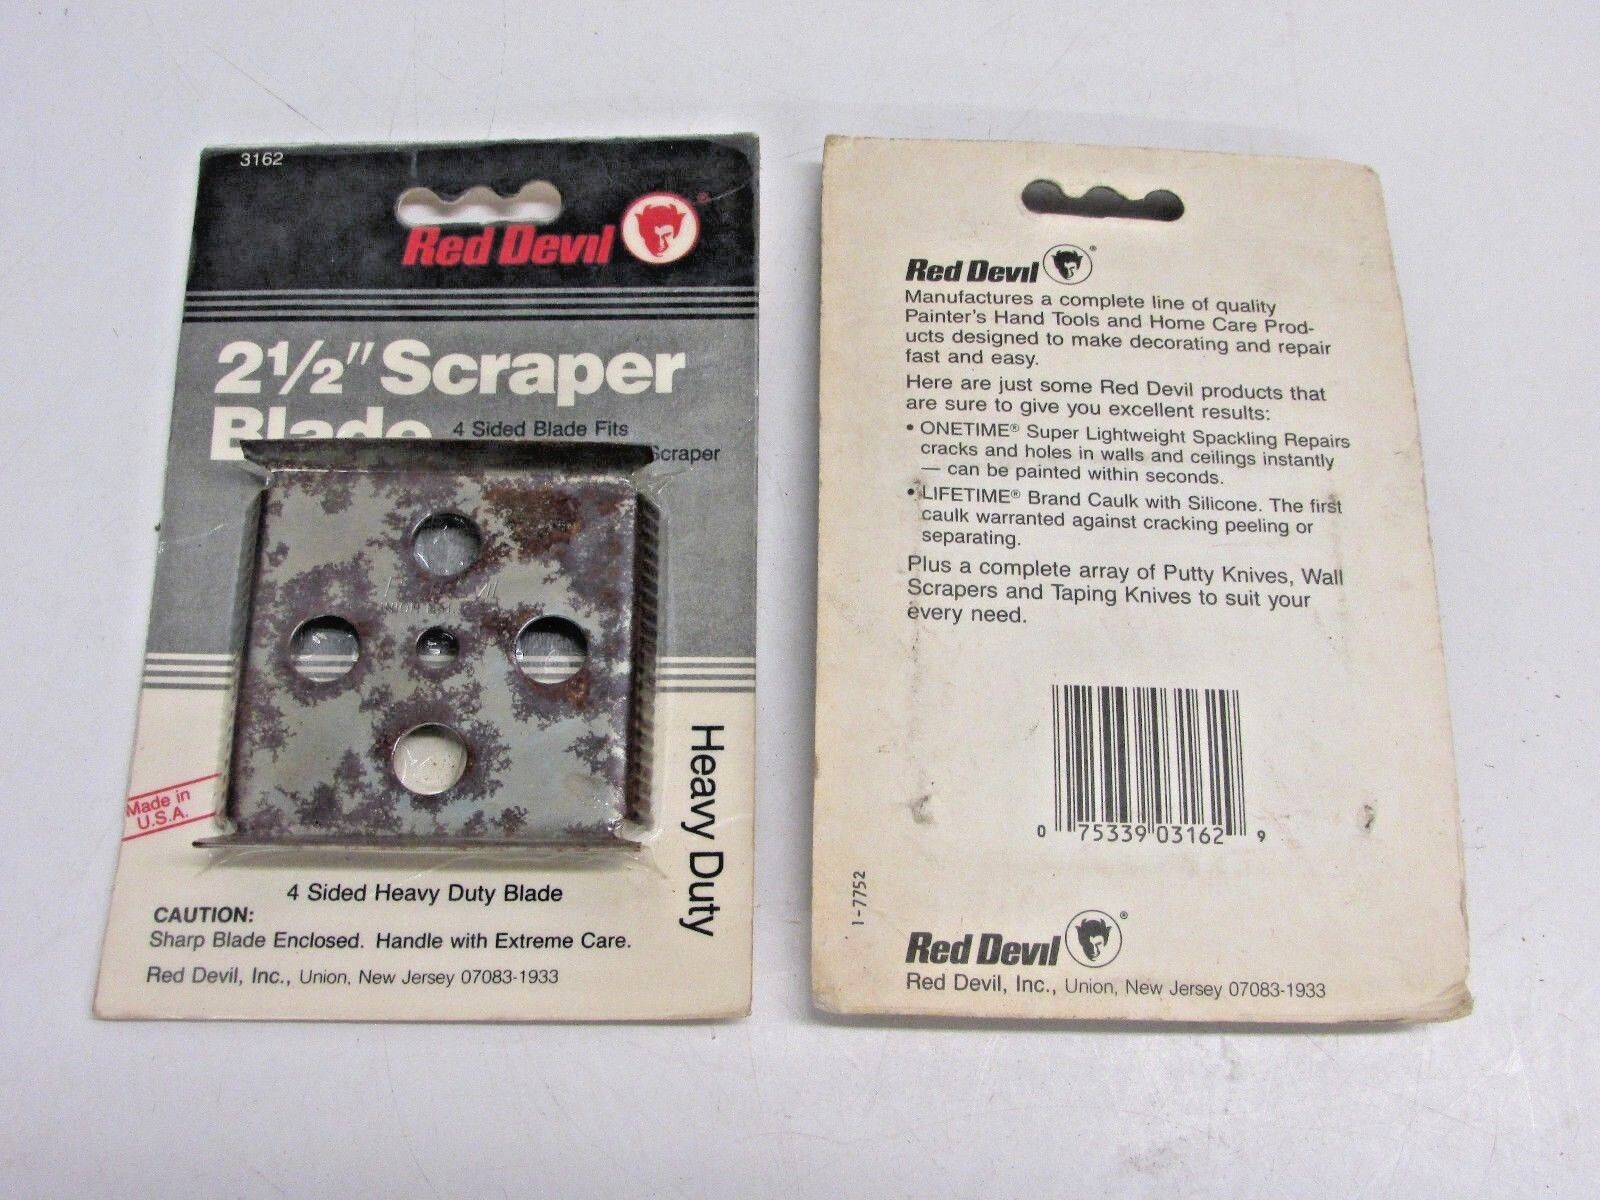 3162
Red Devil ®
2½" Scraper
Blade
4 Sided Blade Fits
Scraper
Heavy Duty
Made in
U.S.A.
4 Sided Heavy Duty Blade
CAUTION:
Sharp Blade Enclosed. Handle with Extreme Care.
Red Devil, Inc., Union, New Jersey 07083-1933
Red Devil ®
Manufactures a complete line of quality
Painter's Hand Tools and Home Care Prod-
ucts designed to make decorating and repair
fast and easy.
Here are just some Red Devil products that
are sure to give you excellent results:
• ONETIME® Super Lightweight Spackling Repairs
cracks and holes in walls and ceilings instantly
— can be painted within seconds.
• LIFETIME® Brand Caulk with Silicone. The first
caulk warranted against cracking peeling or
separating.
Plus a complete array of Putty Knives, Wall
Scrapers and Taping Knives to suit your
every need.
0 75339 03162 9
1-7752
Red Devil ®
Red Devil, Inc., Union, New Jersey 07083-1933